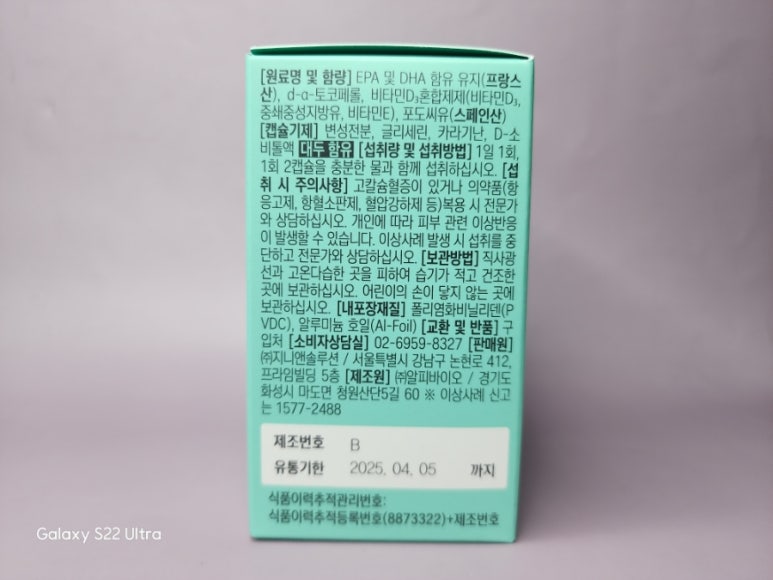 [원료명 및 함량] EPA 및 DHA 함유 유지(프랑스
산), d-α-토코페롤, 비타민D₃혼합제제(비타민D₃,
중쇄중성지방유, 비타민E), 포도씨유(스페인산)
[캡슐기제] 변성전분, 글리세린, 카라기난, D-소
비톨액 대두 함유 [섭취량 및 섭취방법] 1일 1회,
1회 2캡슐을 충분한 물과 함께 섭취하십시오. [섭
취 시 주의사항] 고칼슘혈증이 있거나 의약품(항
응고제, 항혈소판제, 혈압강하제 등)복용 시 전문가
와 상담하십시오. 개인에 따라 피부 관련 이상반응
이 발생할 수 있습니다. 이상사례 발생 시 섭취를 중
단하고 전문가와 상담하십시오. [보관방법] 직사광
선과 고온다습한 곳을 피하여 습기가 적고 건조한
곳에 보관하십시오. 어린이의 손이 닿지 않는 곳에
보관하십시오. [내포장재질] 폴리염화비닐리덴(P
VDC), 알루미늄 호일(Al-Foil) [교환 및 반품] 구
입처 [소비자상담실] 02-6959-8327 [판매원]
㈜지니앤솔루션 / 서울특별시 강남구 논현로 412,
프라임빌딩 5층 [제조원] ㈜알피바이오 / 경기도
화성시 마도면 청원산단5길 60 ※ 이상사례 신고
는 1577-2488
제조번호 B
유통기한 2025. 04. 05 까지
식품이력추적관리번호:
식품이력추적등록번호(8873322)+제조번호
Galaxy S22 Ultra